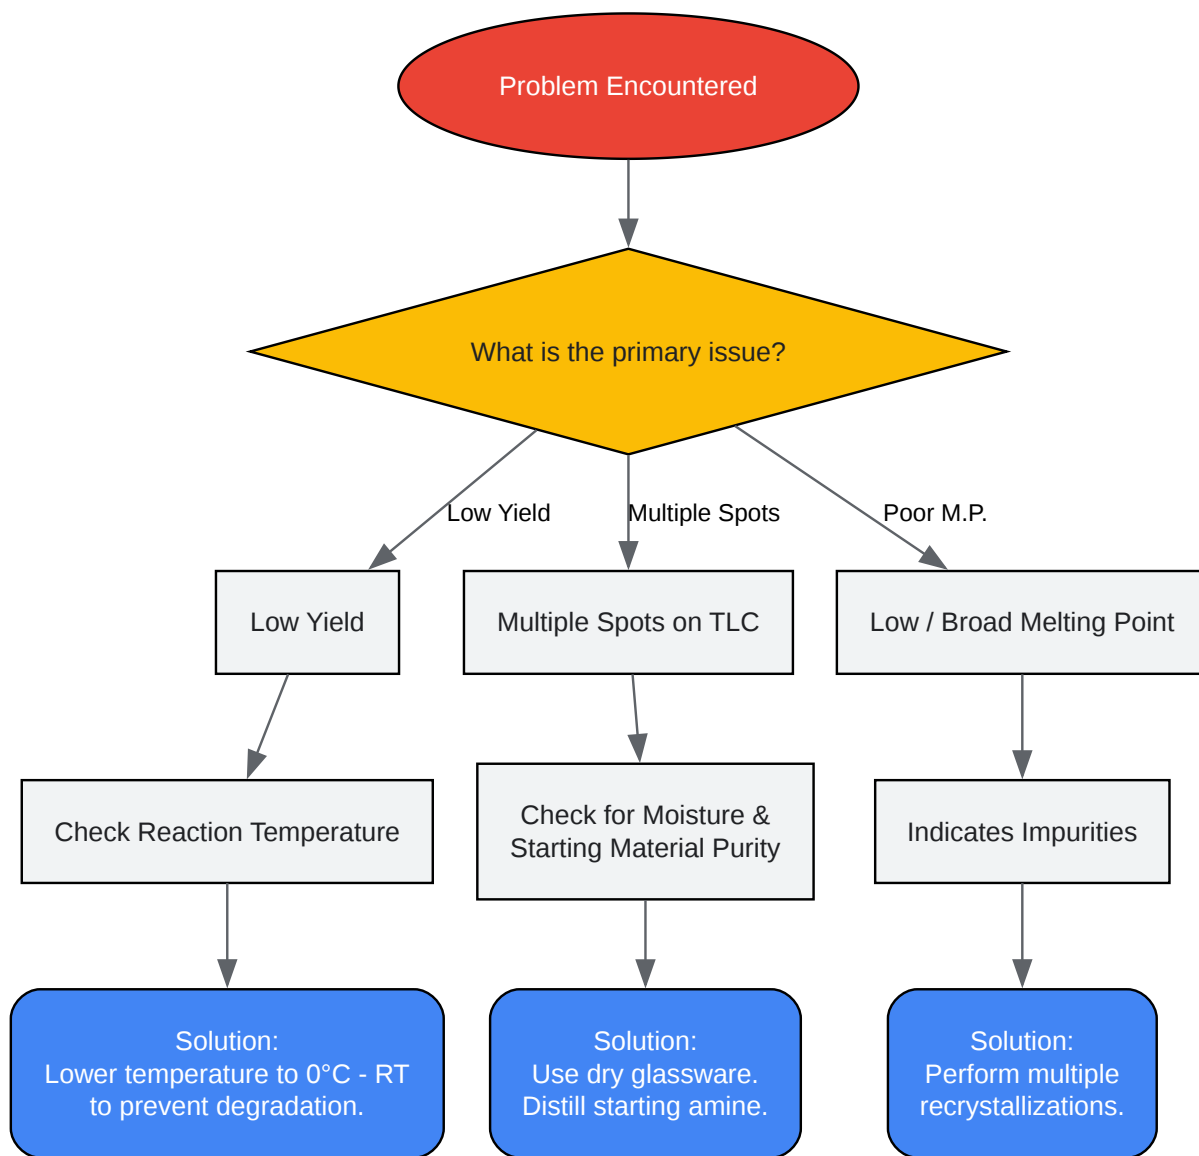 Problem Encountered
What is the primary issue?
Low Yield
Multiple Spots
Poor M.P.
Low Yield
Multiple Spots on TLC
Low / Broad Melting Point
Check Reaction Temperature
Check for Moisture &
Starting Material Purity
Indicates Impurities
Solution:
Lower temperature to 0°C - RT
to prevent degradation.
Solution:
Use dry glassware.
Distill starting amine.
Solution:
Perform multiple
recrystallizations.